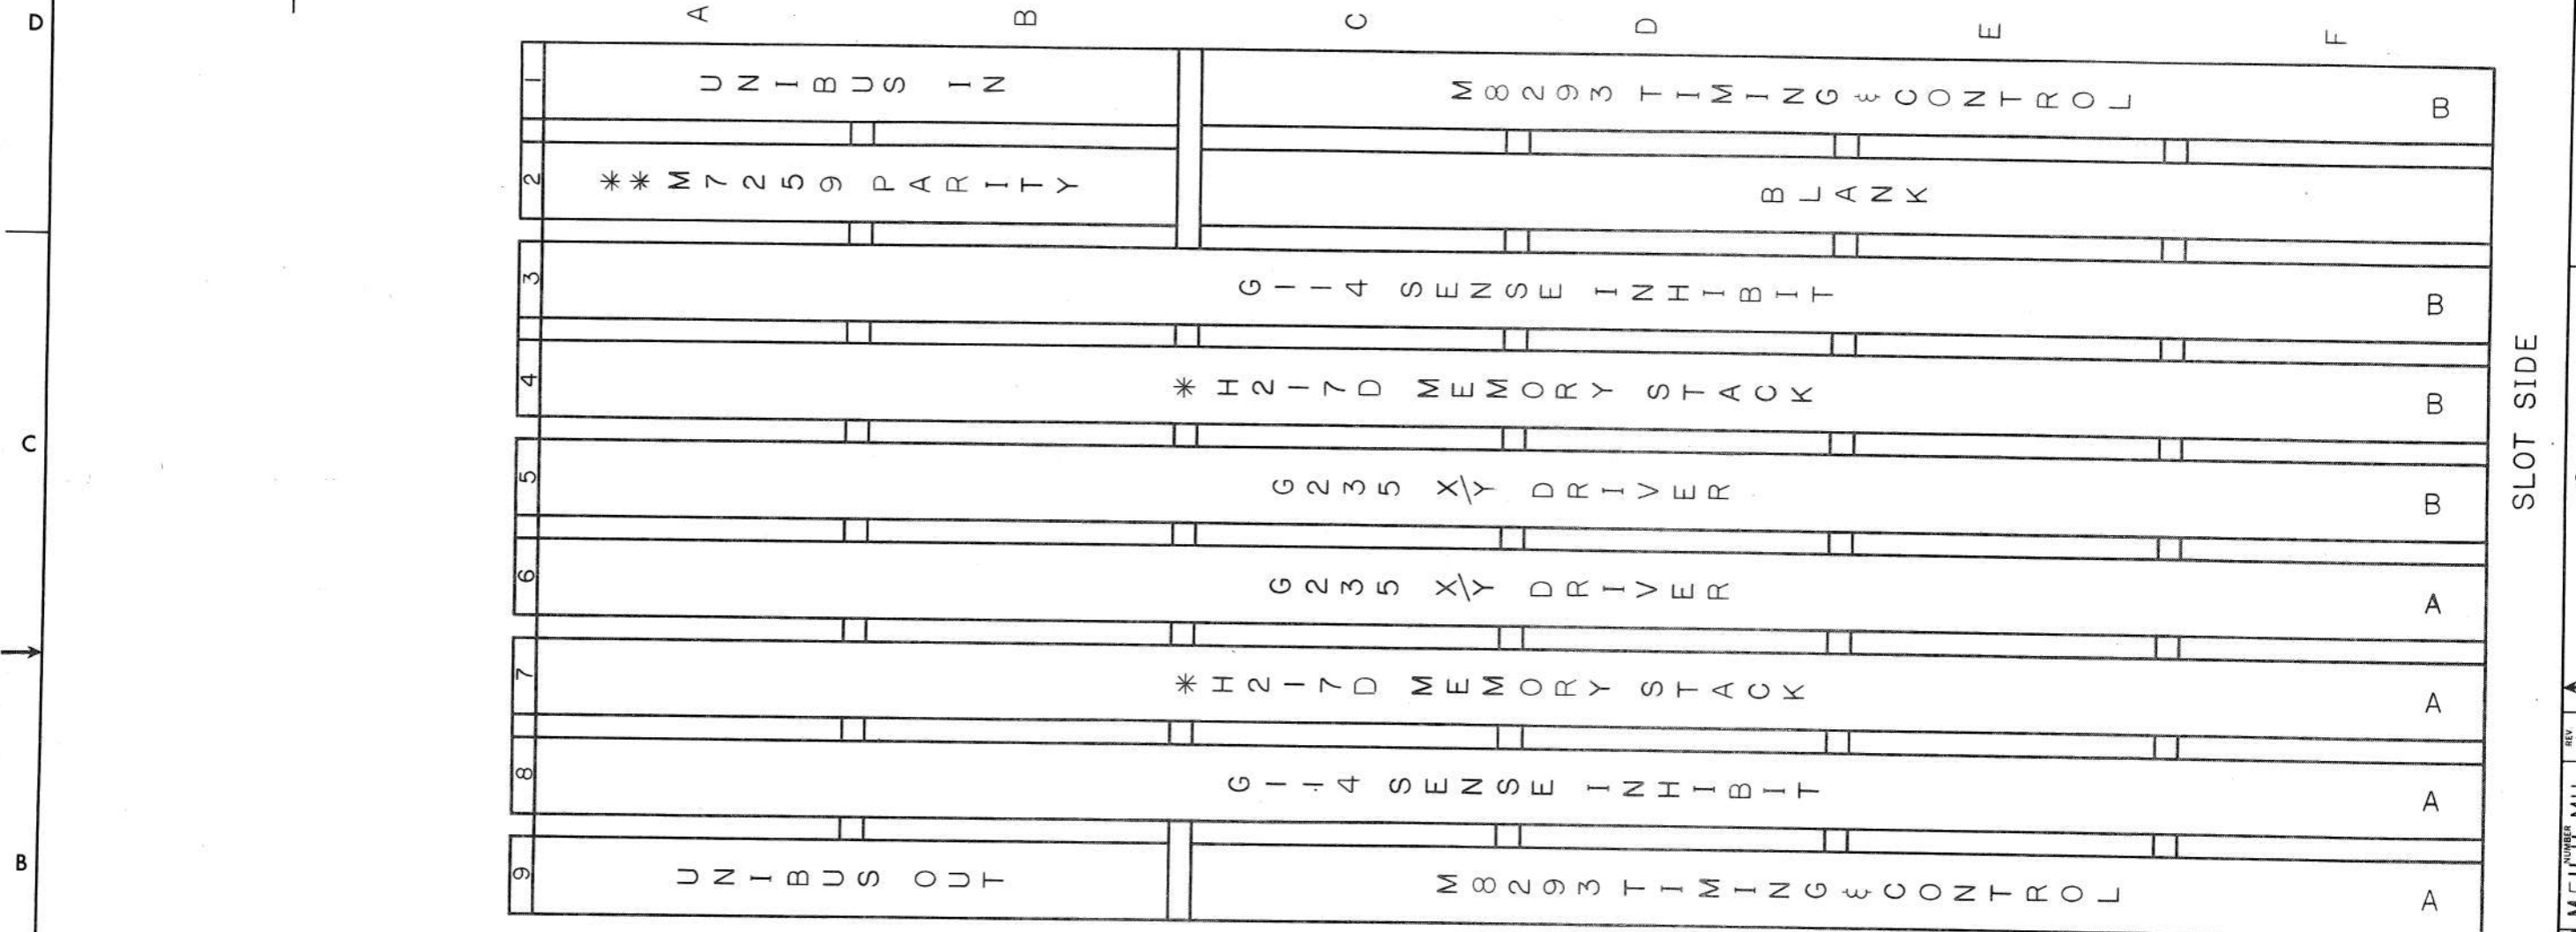 D
A B C D E F
1 UNIBUS IN M8293 TIMING & CONTROL B
2 **M7259 PARITY BLANK
3 G114 SENSE INHIBIT B
4 *H217D MEMORY STACK B
C
5 G235 X/Y DRIVER B
6 G235 X/Y DRIVER A
7 *H217D MEMORY STACK A
8 G114 SENSE INHIBIT A
B
9 UNIBUS OUT M8293 TIMING & CONTROL A
SLOT SIDE
REV
NUMBER